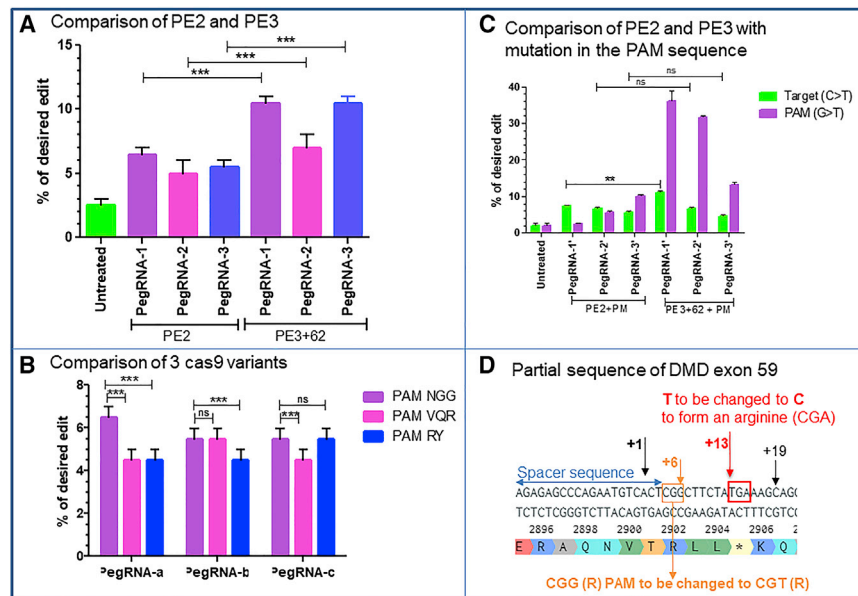 A Comparison of PE2 and PE3
% of desired edit
15
10
5
0
***
***
***
Untreated
PegRNA-1
PegRNA-2
PegRNA-3
PegRNA-1
PegRNA-2
PegRNA-3
PE2
PE3+62
B Comparison of 3 cas9 variants
% of desired edit
8
6
4
2
0
***
***
ns
***
ns
***
PAM NGG
PAM VQR
PAM RY
PegRNA-a
PegRNA-b
PegRNA-c
C Comparison of PE2 and PE3 with
mutation in the PAM sequence
% of desired edit
40
30
20
10
0
ns
ns
**
Target (C>T)
PAM (G>T)
Untreated
PegRNA-1'
PegRNA-2'
PegRNA-3'
PegRNA-1'
PegRNA-2'
PegRNA-3'
PE2+PM
PE3+62 + PM
D Partial sequence of DMD exon 59
T to be changed to C
to form an arginine (CGA)
+1
+6
+13
+19
Spacer sequence
AGAGAGCCCAGAATGTCACTCGGCTTCTATGAAAGCAGC
TCTCTCGGGTCTTACAGTGAGCCGAAGATACTTTCGTCG
2896 2898 2900 2902 2904 2906 2
E R A Q N V T R L L * K Q
CGG (R) PAM to be changed to CGT (R)